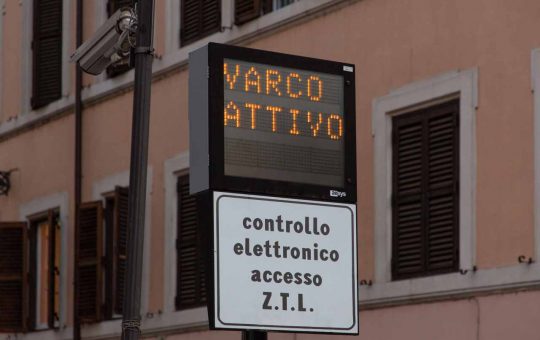 VARCO
ATTIVO
controllo
elettronico
accesso
Z.T.L.